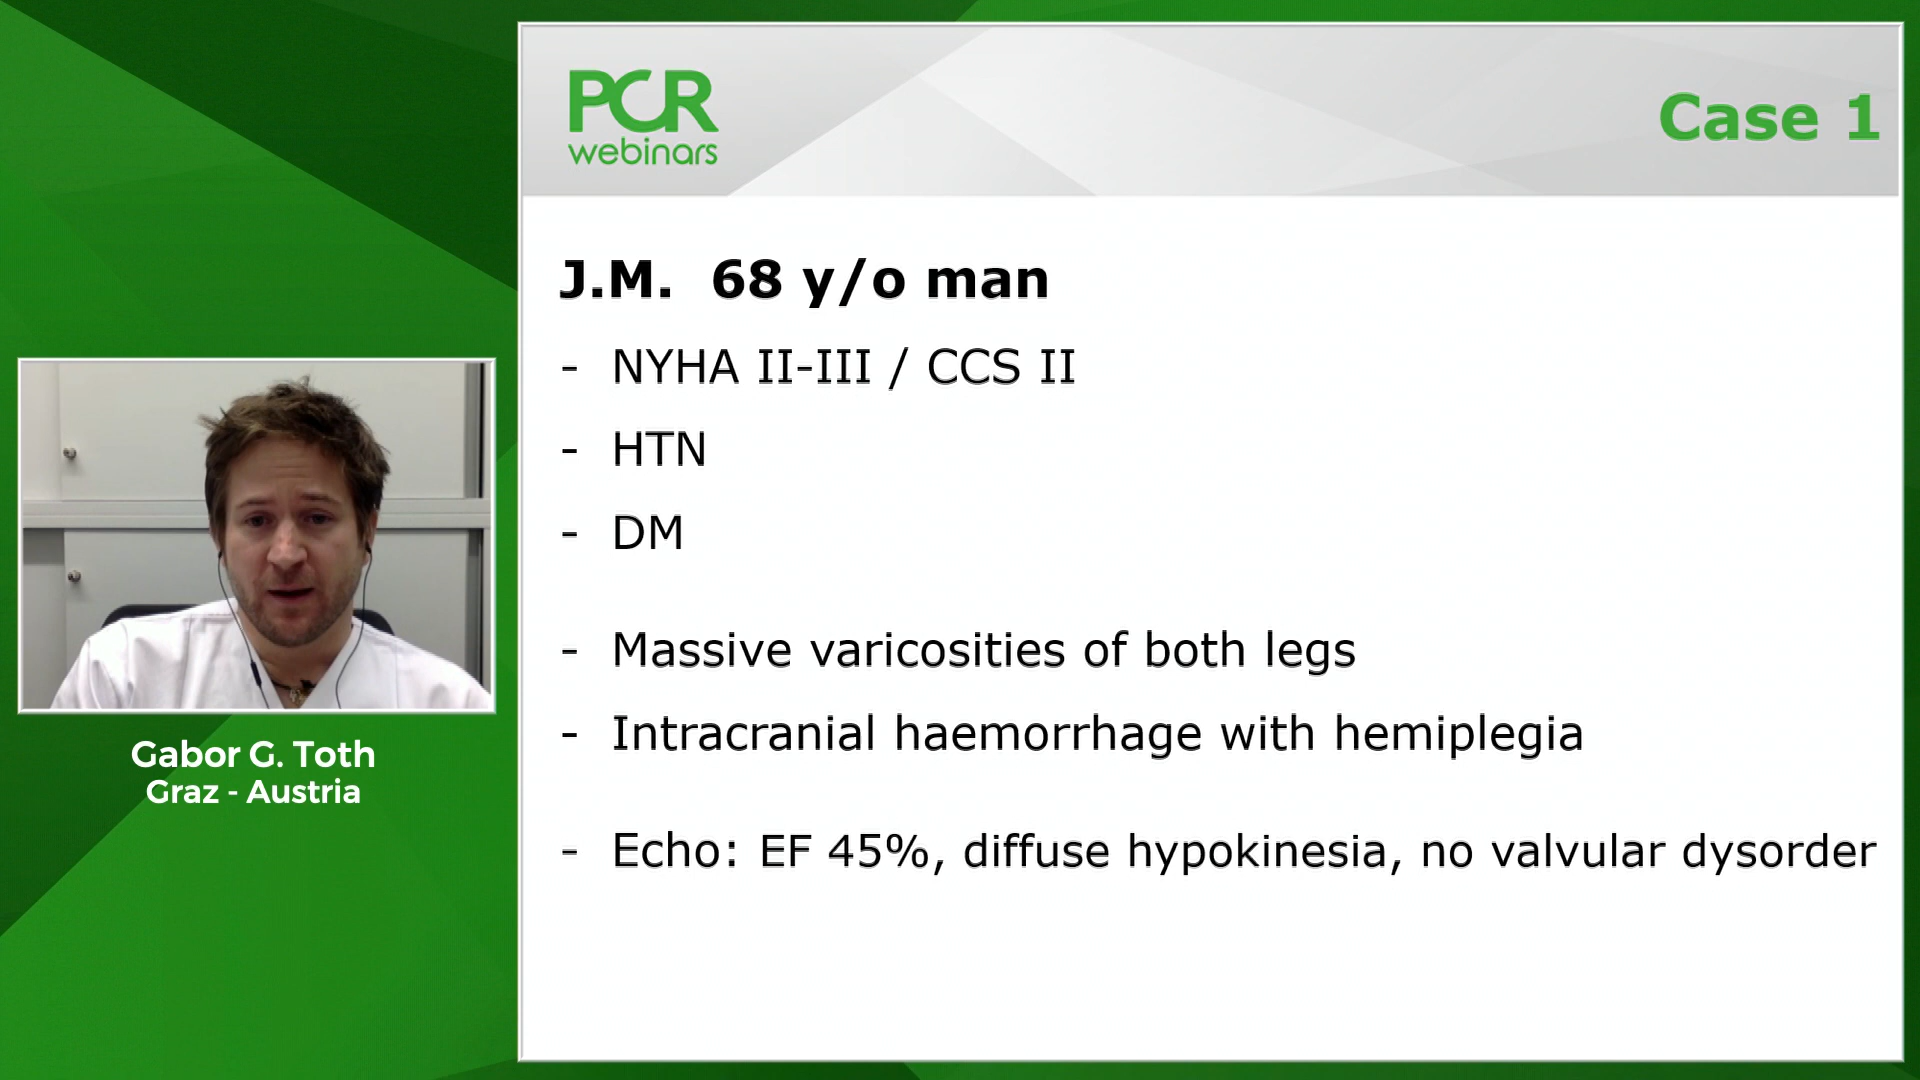 PCR
webinars
Case 1
J.M. 68 y/o man
- NYHA II-III / CCS II
- HTN
- DM
- Massive varicosities of both legs
- Intracranial haemorrhage with hemiplegia
- Echo: EF 45%, diffuse hypokinesia, no valvular dysorder
Gabor G. Toth
Graz - Austria